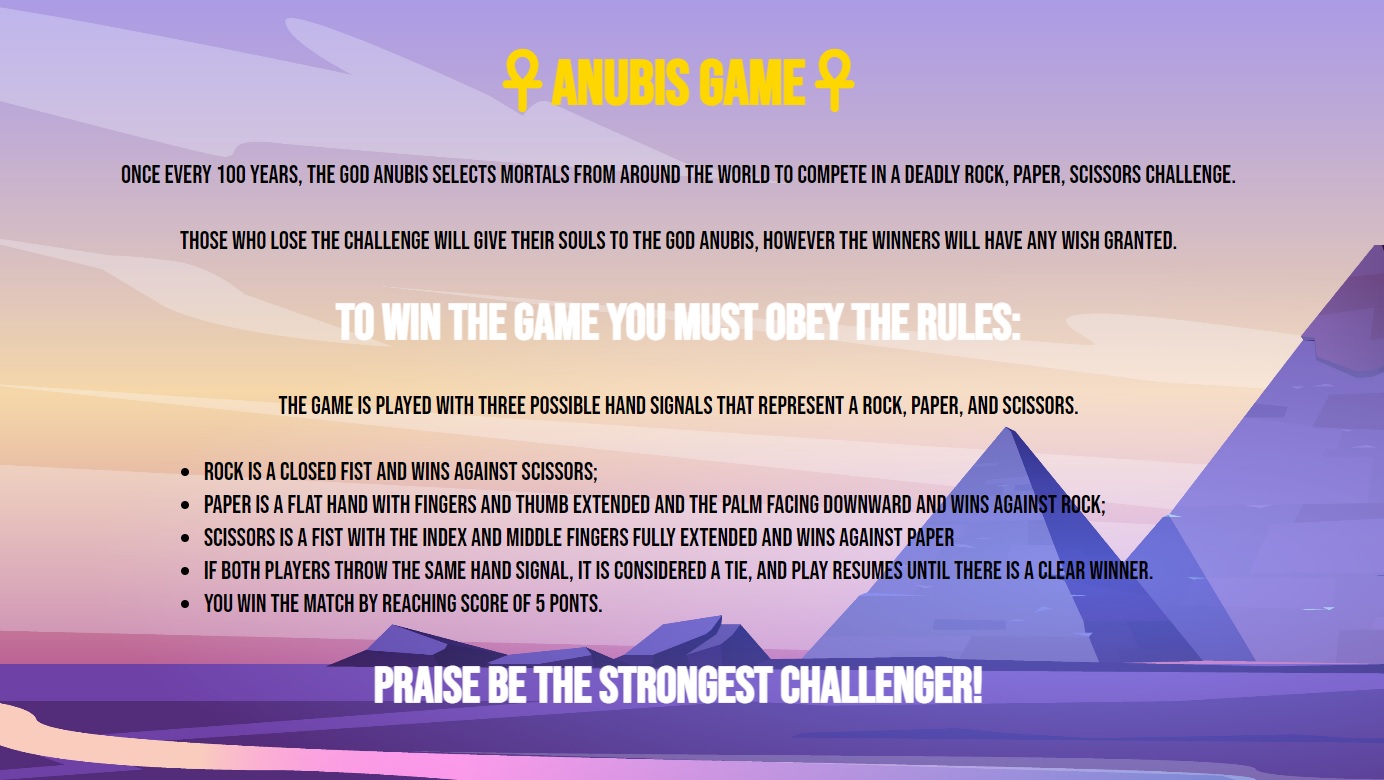 ANUBIS GAME
ONCE EVERY 100 YEARS, THE GOD ANUBIS SELECTS MORTALS FROM AROUND THE WORLD TO COMPETE IN A DEADLY ROCK, PAPER, SCISSORS CHALLENGE.
THOSE WHO LOSE THE CHALLENGE WILL GIVE THEIR SOULS TO THE GOD ANUBIS, HOWEVER THE WINNERS WILL HAVE ANY WISH GRANTED.
TO WIN THE GAME YOU MUST OBEY THE RULES:
THE GAME IS PLAYED WITH THREE POSSIBLE HAND SIGNALS THAT REPRESENT A ROCK, PAPER, AND SCISSORS.
• ROCK IS A CLOSED FIST AND WINS AGAINST SCISSORS;
• PAPER IS A FLAT HAND WITH FINGERS AND THUMB EXTENDED AND THE PALM FACING DOWNWARD AND WINS AGAINST ROCK;
• SCISSORS IS A FIST WITH THE INDEX AND MIDDLE FINGERS FULLY EXTENDED AND WINS AGAINST PAPER
• IF BOTH PLAYERS THROW THE SAME HAND SIGNAL, IT IS CONSIDERED A TIE, AND PLAY RESUMES UNTIL THERE IS A CLEAR WINNER.
• YOU WIN THE MATCH BY REACHING SCORE OF 5 PONTS.
PRAISE BE THE STRONGEST CHALLENGER!